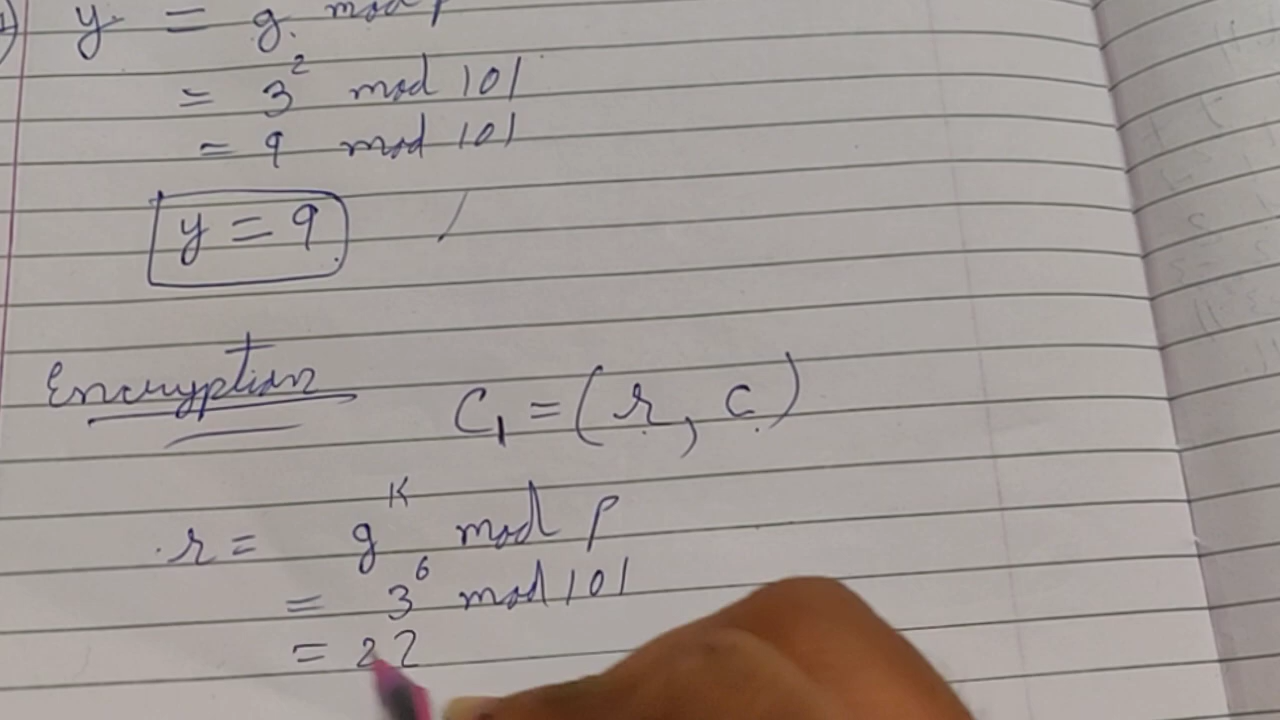 y = g mod p
= 3² mod 101
= 9 mod 101
y = 9
Encryption C₁ = (r, c)
r = g^K mod p
= 3⁶ mod 101
= 22